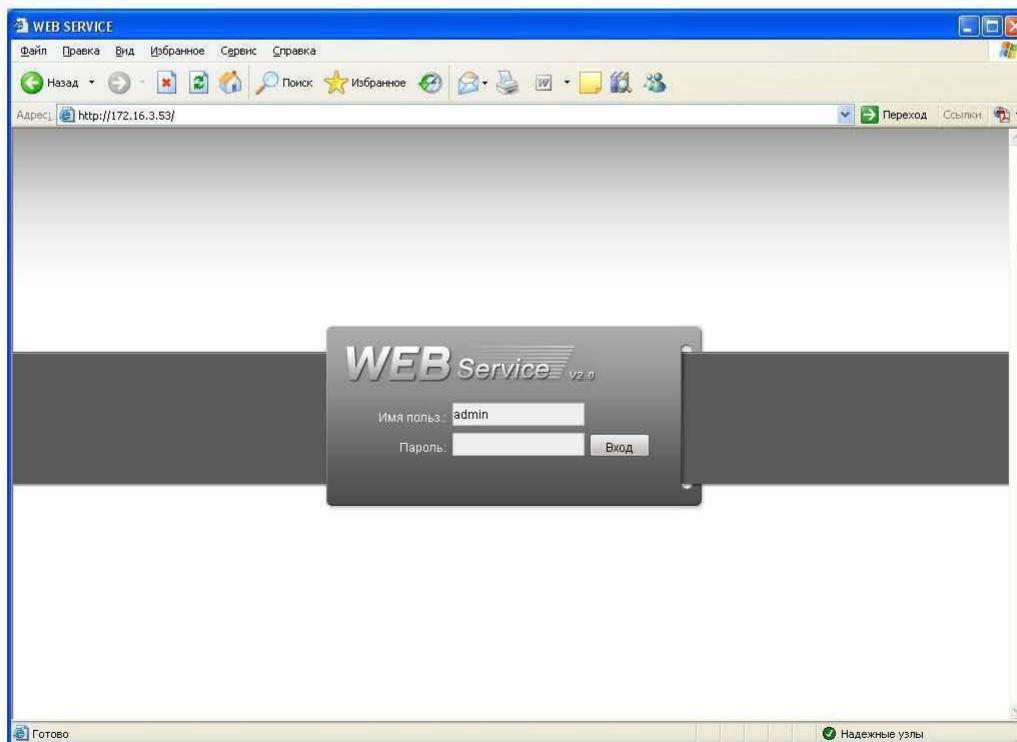 WEB SERVICE
Файл Правка Вид Избранное Сервис Справка
Назад Поиск Избранное
Адрес: http://172.16.3.53/ Переход Ссылки
WEB Service V2.0
Имя польз.: admin
Пароль: Вход
Готово Надежные узлы